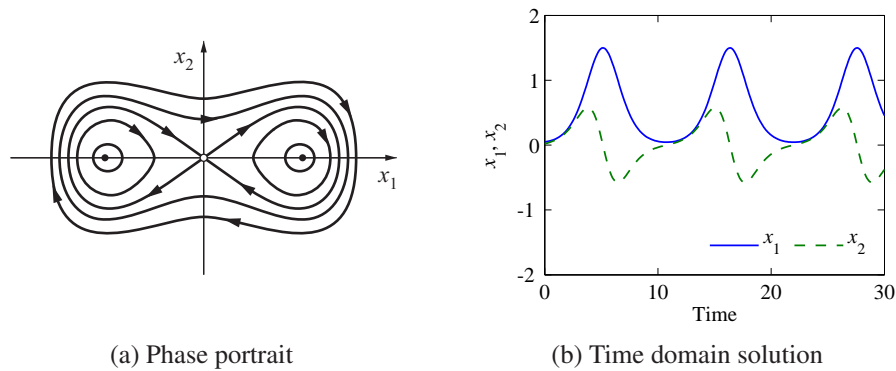 x₂
x₁
(a) Phase portrait
2
1
0
-1
-2
x₁, x₂
x₁ x₂
0 10 20 30
Time
(b) Time domain solution